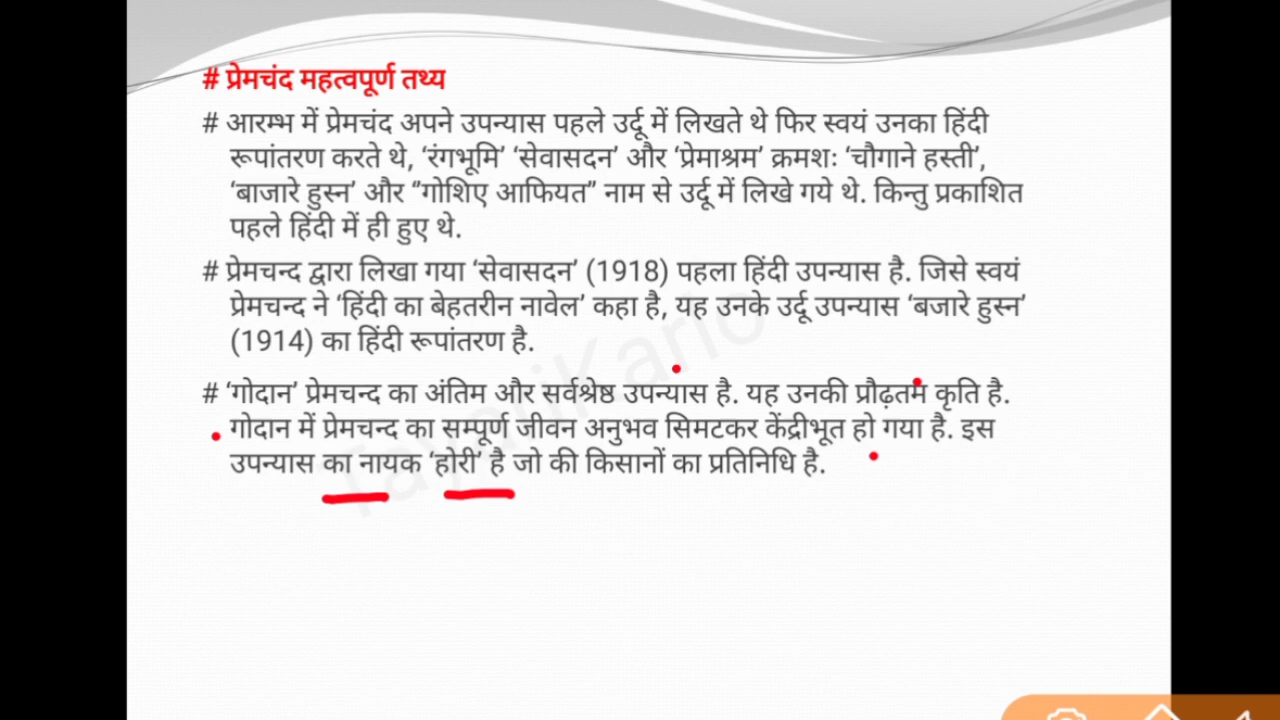 # प्रेमचंद महत्वपूर्ण तथ्य
# आरम्भ में प्रेमचंद अपने उपन्यास पहले उर्दू में लिखते थे फिर स्वयं उनका हिंदी
रूपांतरण करते थे, ‘रंगभूमि’ ‘सेवासदन’ और ‘प्रेमाश्रम’ क्रमशः ‘चौगाने हस्ती’,
‘बाजारे हुस्न’ और “गोशिए आफियत” नाम से उर्दू में लिखे गये थे. किन्तु प्रकाशित
पहले हिंदी में ही हुए थे.
# प्रेमचन्द द्वारा लिखा गया ‘सेवासदन’ (1918) पहला हिंदी उपन्यास है. जिसे स्वयं
प्रेमचन्द ने ‘हिंदी का बेहतरीन नावेल’ कहा है, यह उनके उर्दू उपन्यास ‘बजारे हुस्न’
(1914) का हिंदी रूपांतरण है.
# ‘गोदान’ प्रेमचन्द का अंतिम और सर्वश्रेष्ठ उपन्यास है. यह उनकी प्रौढ़तम कृति है.
गोदान में प्रेमचन्द का सम्पूर्ण जीवन अनुभव सिमटकर केंद्रीभूत हो गया है. इस
उपन्यास का नायक ‘होरी’ है जो की किसानों का प्रतिनिधि है.
TayariKarlo